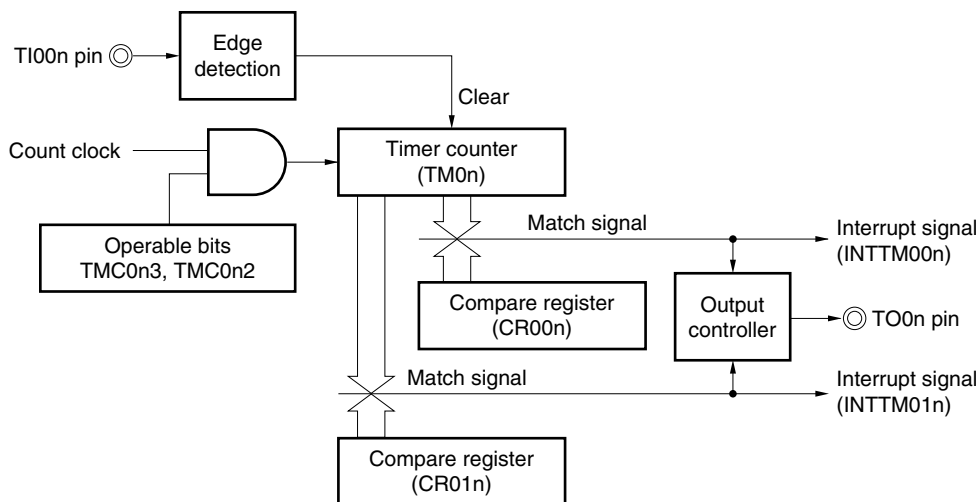 TI00n pin
Edge
detection
Clear
Count clock
Timer counter
(TM0n)
Operable bits
TMC0n3, TMC0n2
Match signal
Interrupt signal
(INTTM00n)
Compare register
(CR00n)
Output
controller
TO0n pin
Match signal
Interrupt signal
(INTTM01n)
Compare register
(CR01n)